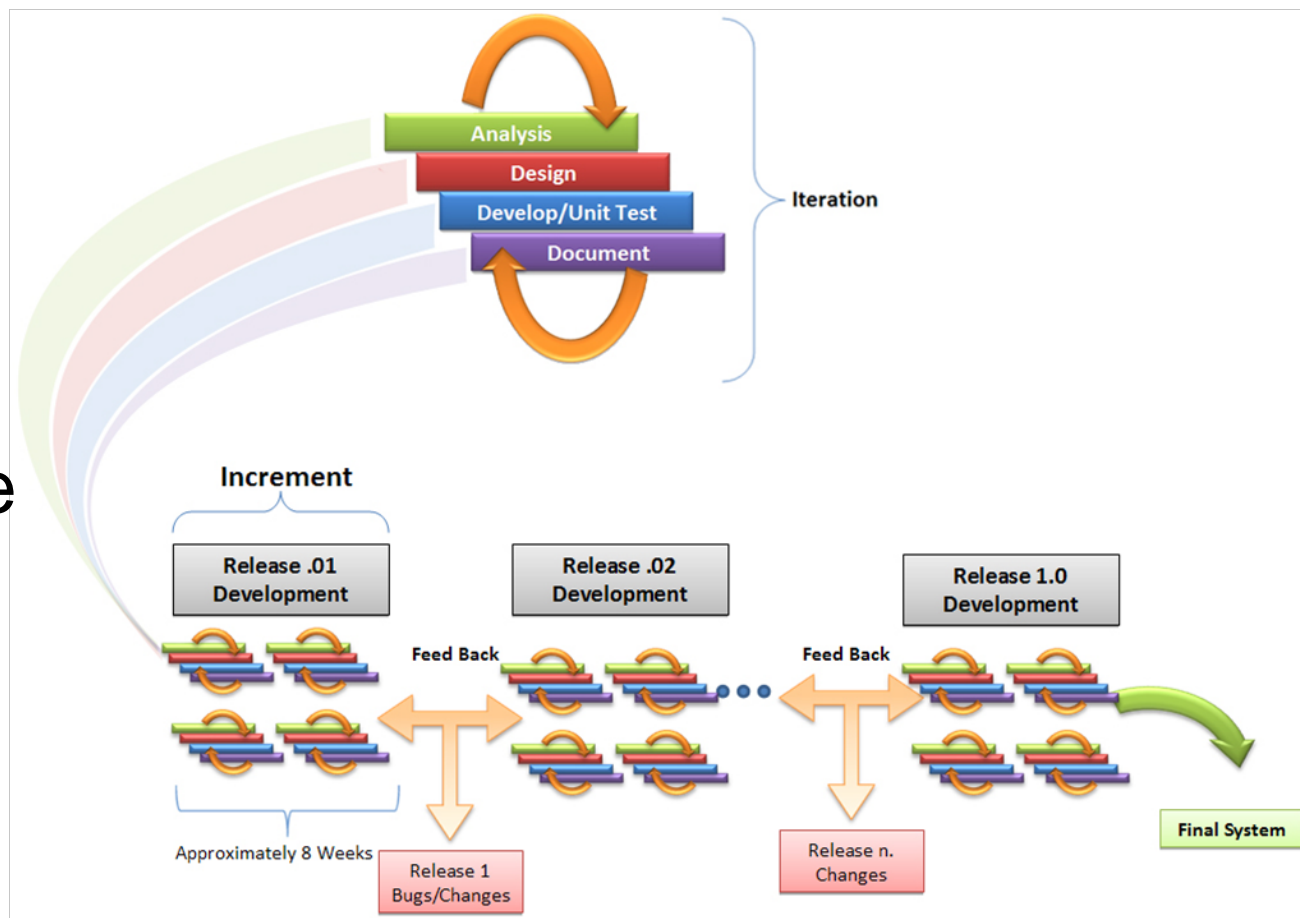 Analysis
Design
Develop/Unit Test
Document
Iteration
e
Increment
Release .01
Development
Release .02
Development
Release 1.0
Development
Feed Back
Feed Back
Approximately 8 Weeks
Release 1
Bugs/Changes
Release n.
Changes
Final System